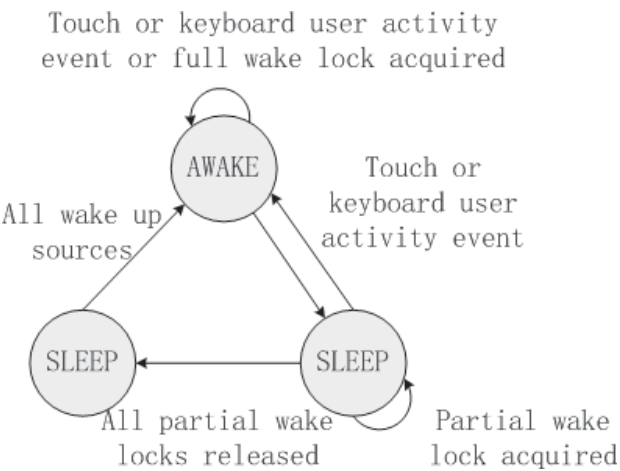 Touch or keyboard user activity
event or full wake lock acquired
AWAKE
Touch or
keyboard user
activity event
All wake up
sources
SLEEP
SLEEP
All partial wake
locks released
Partial wake
lock acquired